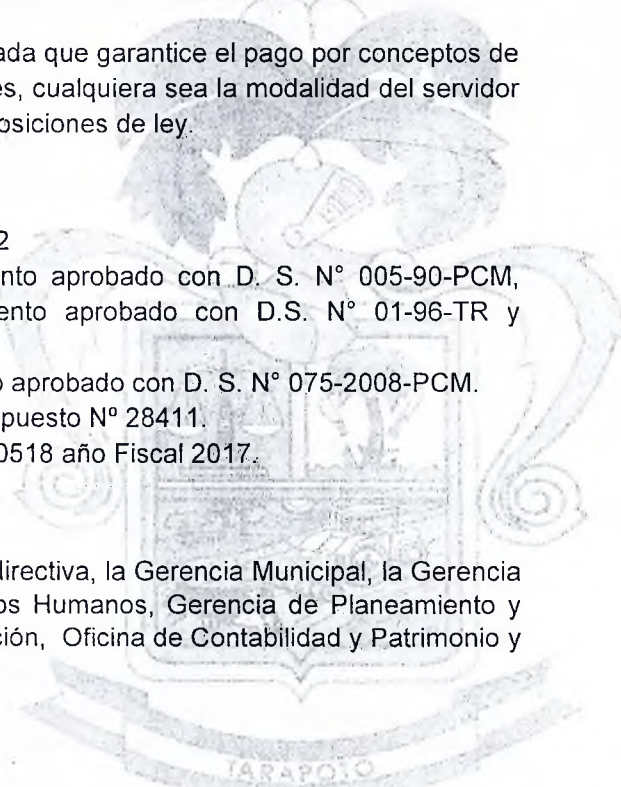 ada que garantice el pago por conceptos de
es, cualquiera sea la modalidad del servidor
osiciones de ley.
2
nto aprobado con D. S. N° 005-90-PCM,
ento aprobado con D.S. N° 01-96-TR y
o aprobado con D. S. N° 075-2008-PCM.
puesto Nº 28411.
0518 año Fiscal 2017.
directiva, la Gerencia Municipal, la Gerencia
os Humanos, Gerencia de Planeamiento y
ción, Oficina de Contabilidad y Patrimonio y
TARAPOTO